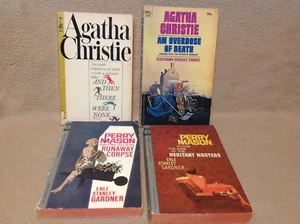 Agatha
Christie
AND
THEN
THERE
WERE
NONE
AGATHA
CHRISTIE
AN OVERDOSE
OF DEATH
FEATURING HERCULE POIROT
PERRY
MASON
RUNAWAY
CORPSE
ERLE
STANLEY
GARDNER
PERRY
MASON
HESITANT HOSTESS
ERLE
STANLEY
GARDNER